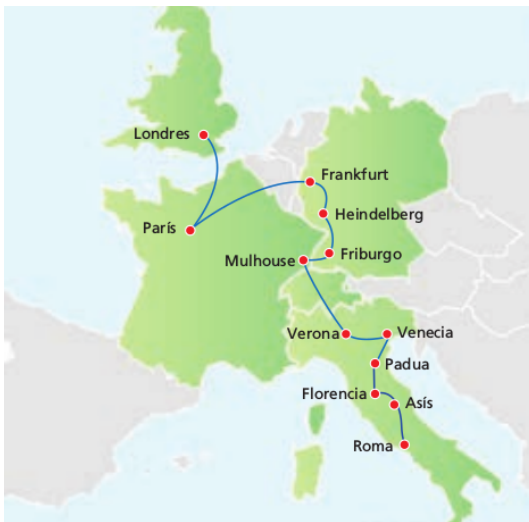 Londres
Frankfurt
Heindelberg
París
Friburgo
Mulhouse
Verona
Venecia
Padua
Florencia
Asís
Roma